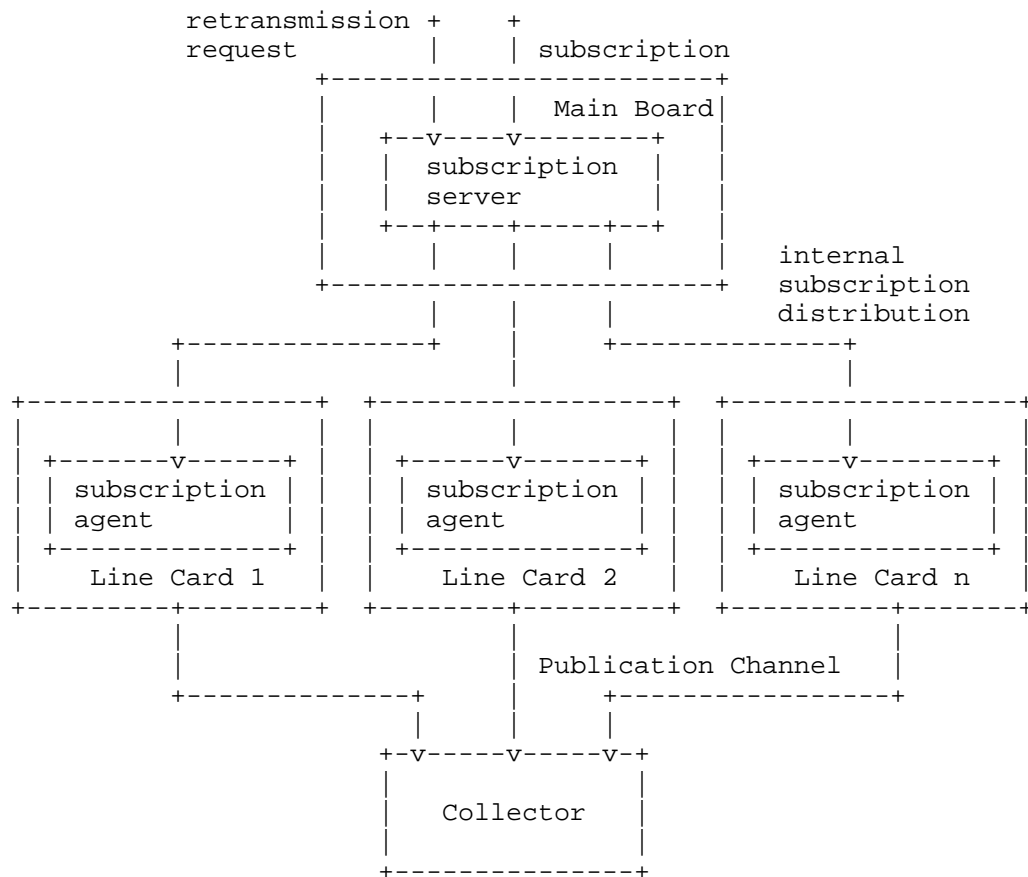 retransmission
request
subscription
Main Board
subscription
server
internal
subscription
distribution
subscription
agent
Line Card 1
subscription
agent
Line Card 2
subscription
agent
Line Card n
Publication Channel
Collector